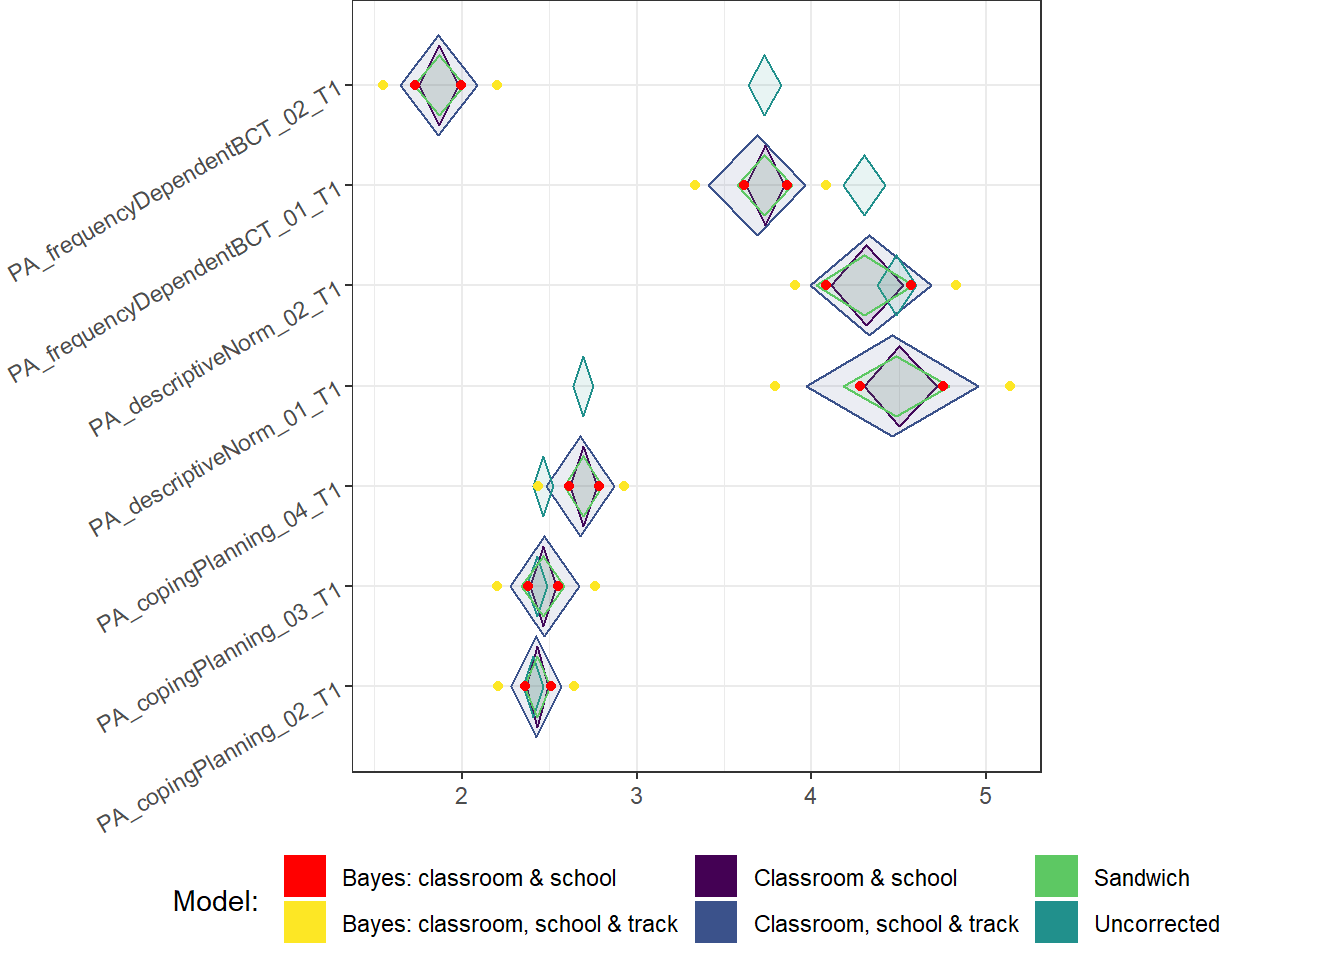 PA_frequencyDependentBCT_02_T1
PA_frequencyDependentBCT_01_T1
PA_descriptiveNorm_02_T1
PA_descriptiveNorm_01_T1
PA_copingPlanning_04_T1
PA_copingPlanning_03_T1
PA_copingPlanning_02_T1
2 3 4 5
Model:
Bayes: classroom & school
Classroom & school
Sandwich
Bayes: classroom, school & track
Classroom, school & track
Uncorrected